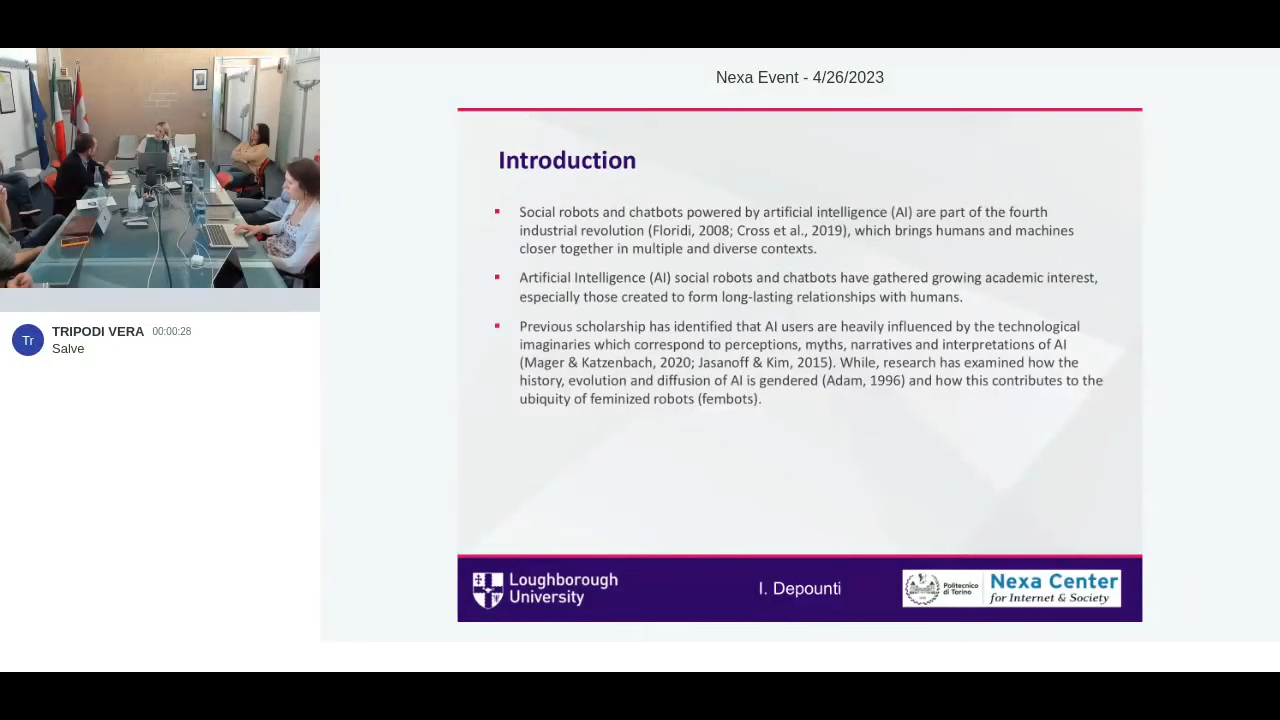 Nexa Event - 4/26/2023
Introduction
Social robots and chatbots powered by artificial intelligence (AI) are part of the fourth
industrial revolution (Floridi, 2008; Cross et al., 2019), which brings humans and machines
closer together in multiple and diverse contexts.
Artificial Intelligence (AI) social robots and chatbots have gathered growing academic interest,
especially those created to form long-lasting relationships with humans.
Previous scholarship has identified that AI users are heavily influenced by the technological
imaginaries which correspond to perceptions, myths, narratives and interpretations of AI
(Mager & Katzenbach, 2020; Jasanoff & Kim, 2015). While, research has examined how the
history, evolution and diffusion of AI is gendered (Adam, 1996) and how this contributes to the
ubiquity of feminized robots (fembots).
Loughborough
University
I. Depounti
Politecnico
di Torino
Nexa Center
for Internet & Society
Tr
TRIPODI VERA 00:00:28
Salve